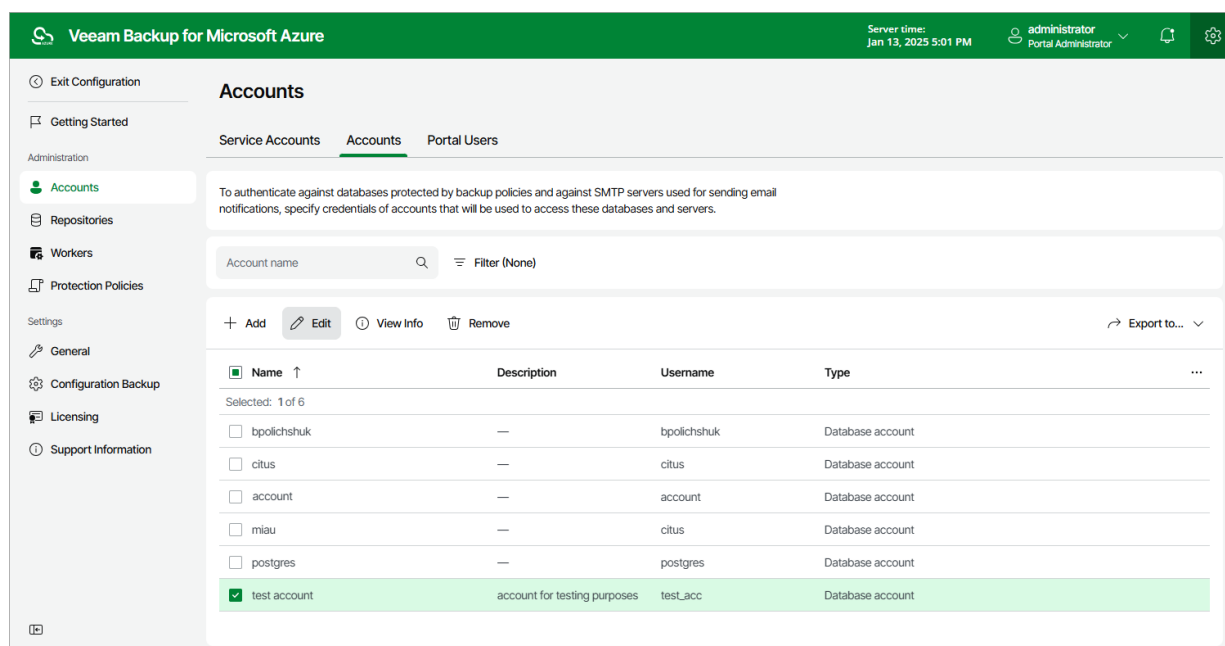 Veeam Backup for Microsoft Azure
Server time:
Jan 13, 2025 5:01 PM
administrator
Portal Administrator
Exit Configuration
Getting Started
Administration
Accounts
Repositories
Workers
Protection Policies
Settings
General
Configuration Backup
Licensing
Support Information
Accounts
Service Accounts Accounts Portal Users
To authenticate against databases protected by backup policies and against SMTP servers used for sending email
notifications, specify credentials of accounts that will be used to access these databases and servers.
Account name Filter (None)
Add Edit View Info Remove Export to...
Name ↑ Description Username Type ...
Selected: 1 of 6
bpolichshuk — bpolichshuk Database account
citus — citus Database account
account — account Database account
miau — citus Database account
postgres — postgres Database account
test account account for testing purposes test_acc Database account